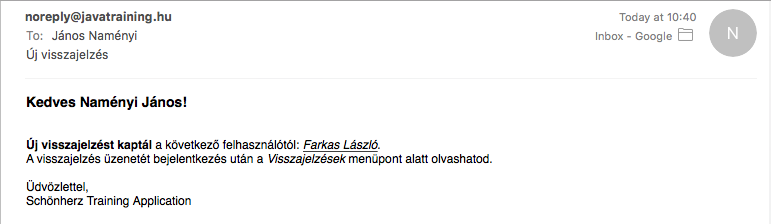 noreply@javatraining.hu
Today at 10:40
To: János Naményi
Inbox - Google
N
Új visszajelzés
Kedves Naményi János!
Új visszajelzést kaptál a következő felhasználótól: Farkas László.
A visszajelzés üzenetét bejelentkezés után a Visszajelzések menüpont alatt olvashatod.
Üdvözlettel,
Schönherz Training Application